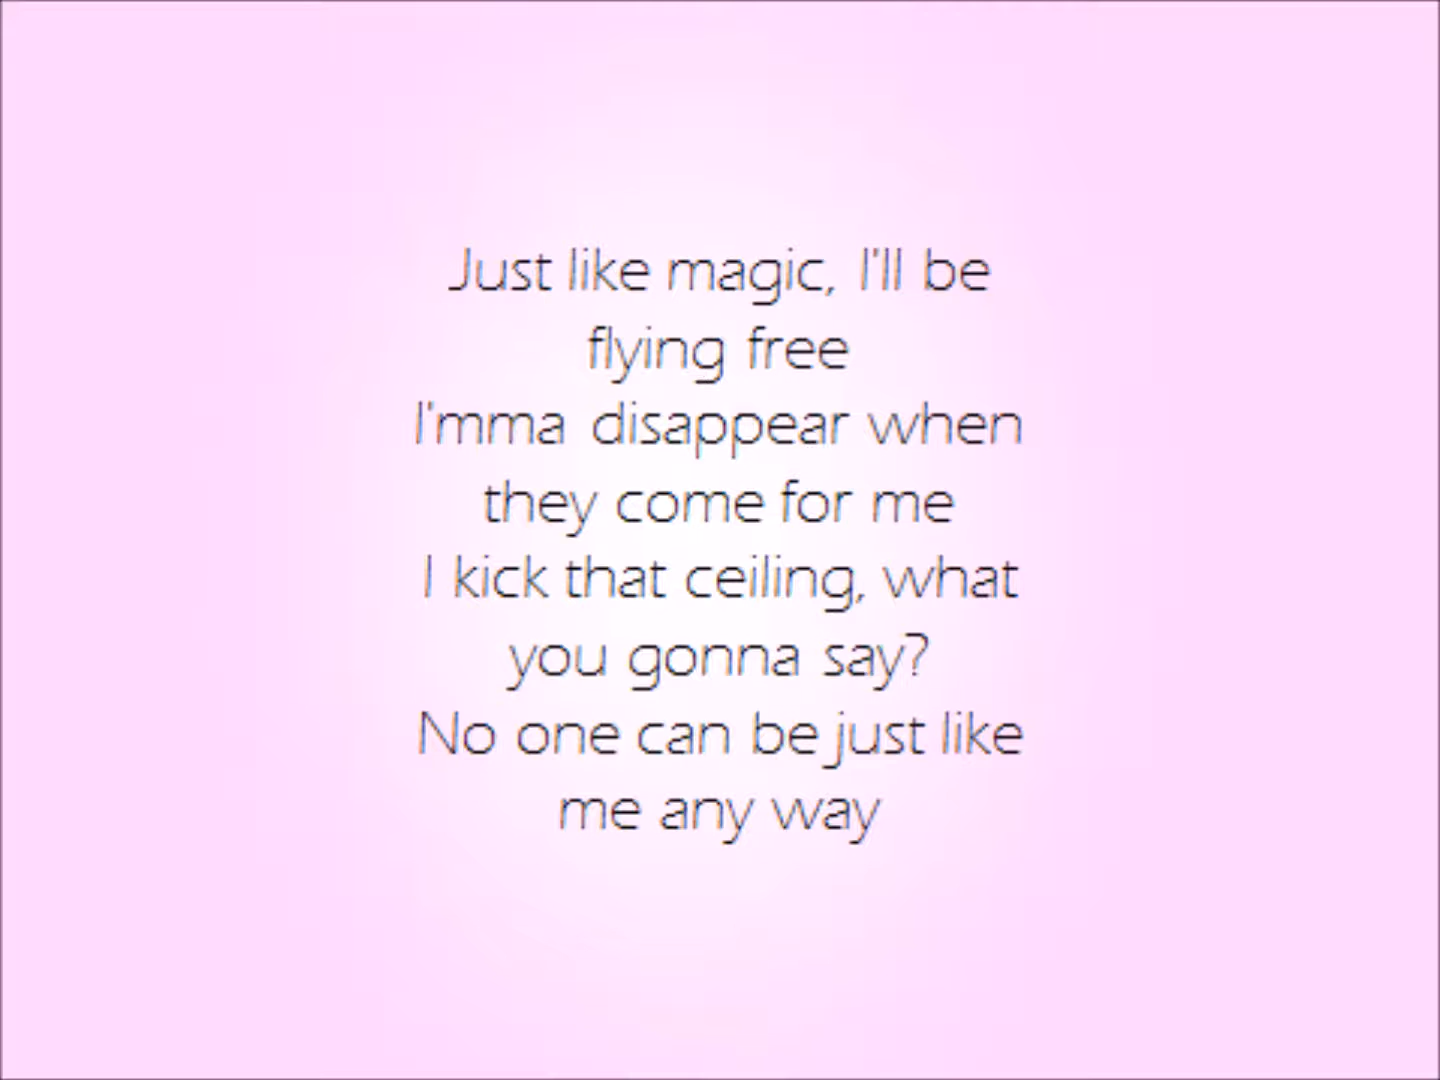 Just like magic, I'll be
flying free
I'mma disappear when
they come for me
I kick that ceiling, what
you gonna say?
No one can be just like
me any way